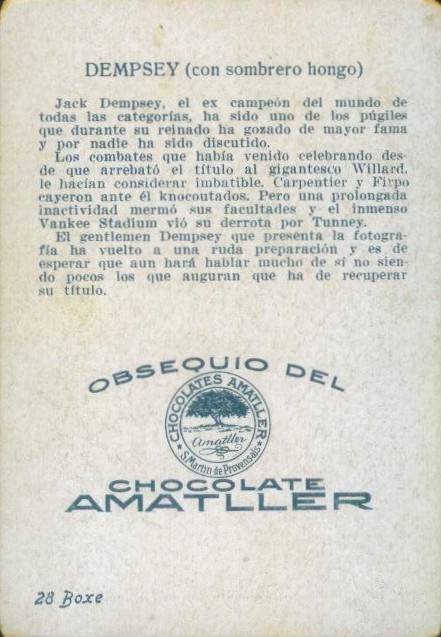 DEMPSEY (con sombrero hongo)
Jack Dempsey, el ex campeón del mundo de
todas las categorías, ha sido uno de los púgiles
que durante su reinado ha gozado de mayor fama
y por nadie ha sido discutido.
Los combates que había venido celebrando des-
de que arrebató el título al gigantesco Willard,
le hacían considerar imbatible. Carpentier y Firpo
cayeron ante él knocoutados. Pero una prolongada
inactividad mermó sus facultades y el inmenso
Yankee Stadium vió su derrota por Tunney.
El gentlemen Dempsey que presenta la fotogra-
fía ha vuelto a una ruda preparación y es de
esperar que aun hará hablar mucho de sí no sien-
do pocos los que auguran que ha de recuperar
su título.
OBSEQUIO DEL
CHOCOLATES AMATLLER
Amatller
S. Martín de Provensals
CHOCOLATE
AMATLLER
28 Boxe